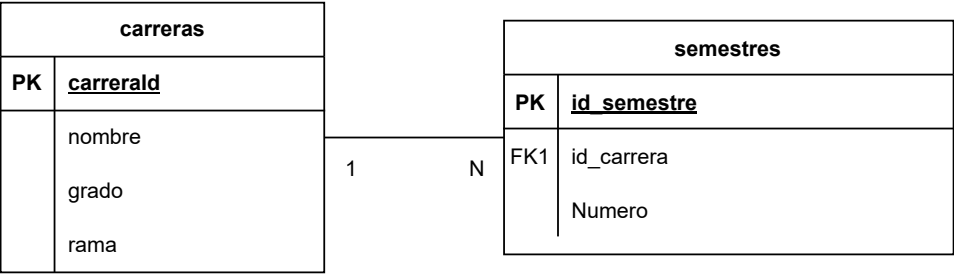 carreras
PK carreraId
nombre
grado
rama
1 N
semestres
PK id_semestre
FK1 id_carrera
Numero